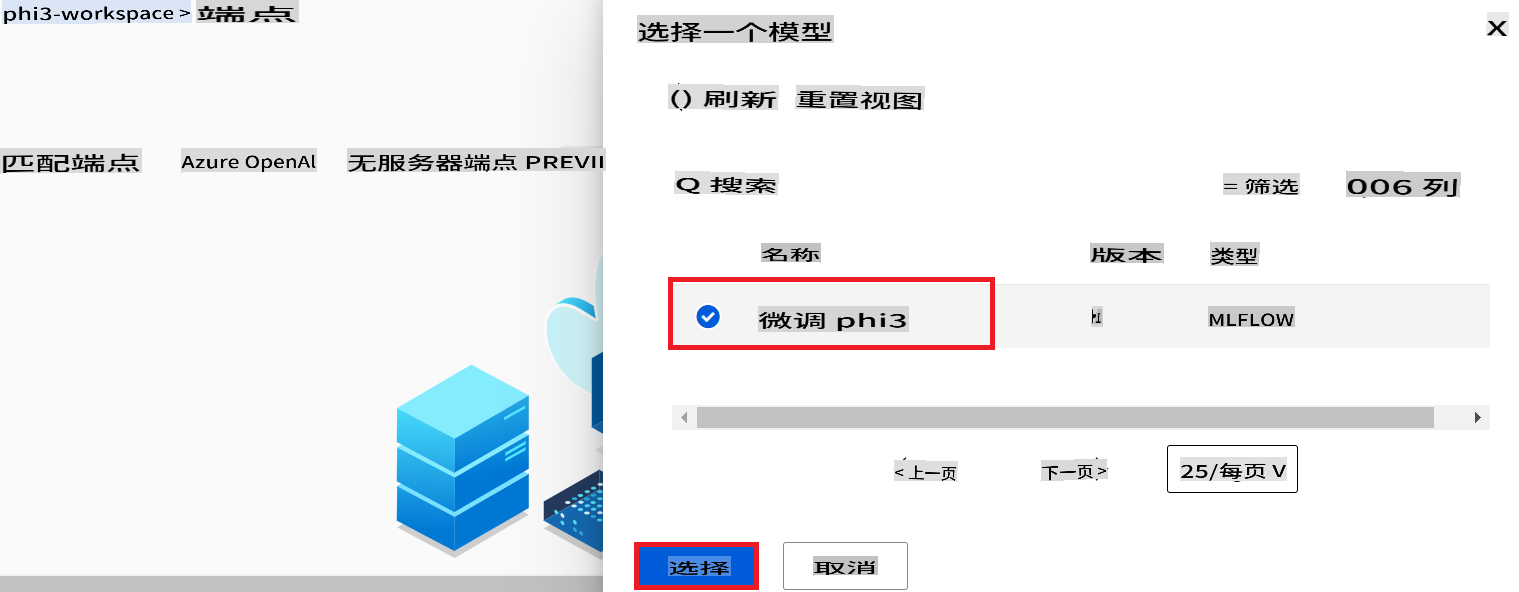 phi3-workspace > 端点
选择一个模型
X
() 刷新 重置视图
匹配端点 Azure OpenAl 无服务器端点 PREVII
Q 搜索 = 筛选 006 列
名称 版本 类型
微调 phi3 MLFLOW
< 上一页 下一页 > 25/每页 V
选择 取消